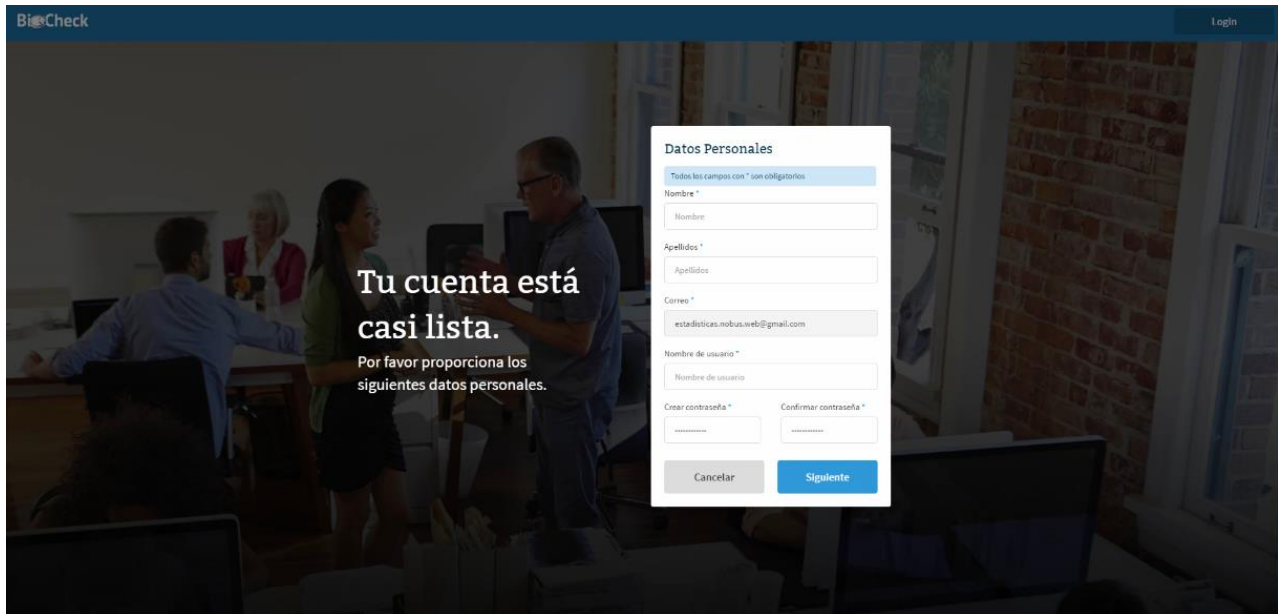 BioCheck
Login
Tu cuenta está
casi lista.
Por favor proporciona los
siguientes datos personales.
Datos Personales
Todos los campos con * son obligatorios
Nombre *
Nombre
Apellidos *
Apellidos
Correo *
estadisticas.nobus.web@gmail.com
Nombre de usuario *
Nombre de usuario
Crear contraseña * Confirmar contraseña *
Cancelar Siguiente